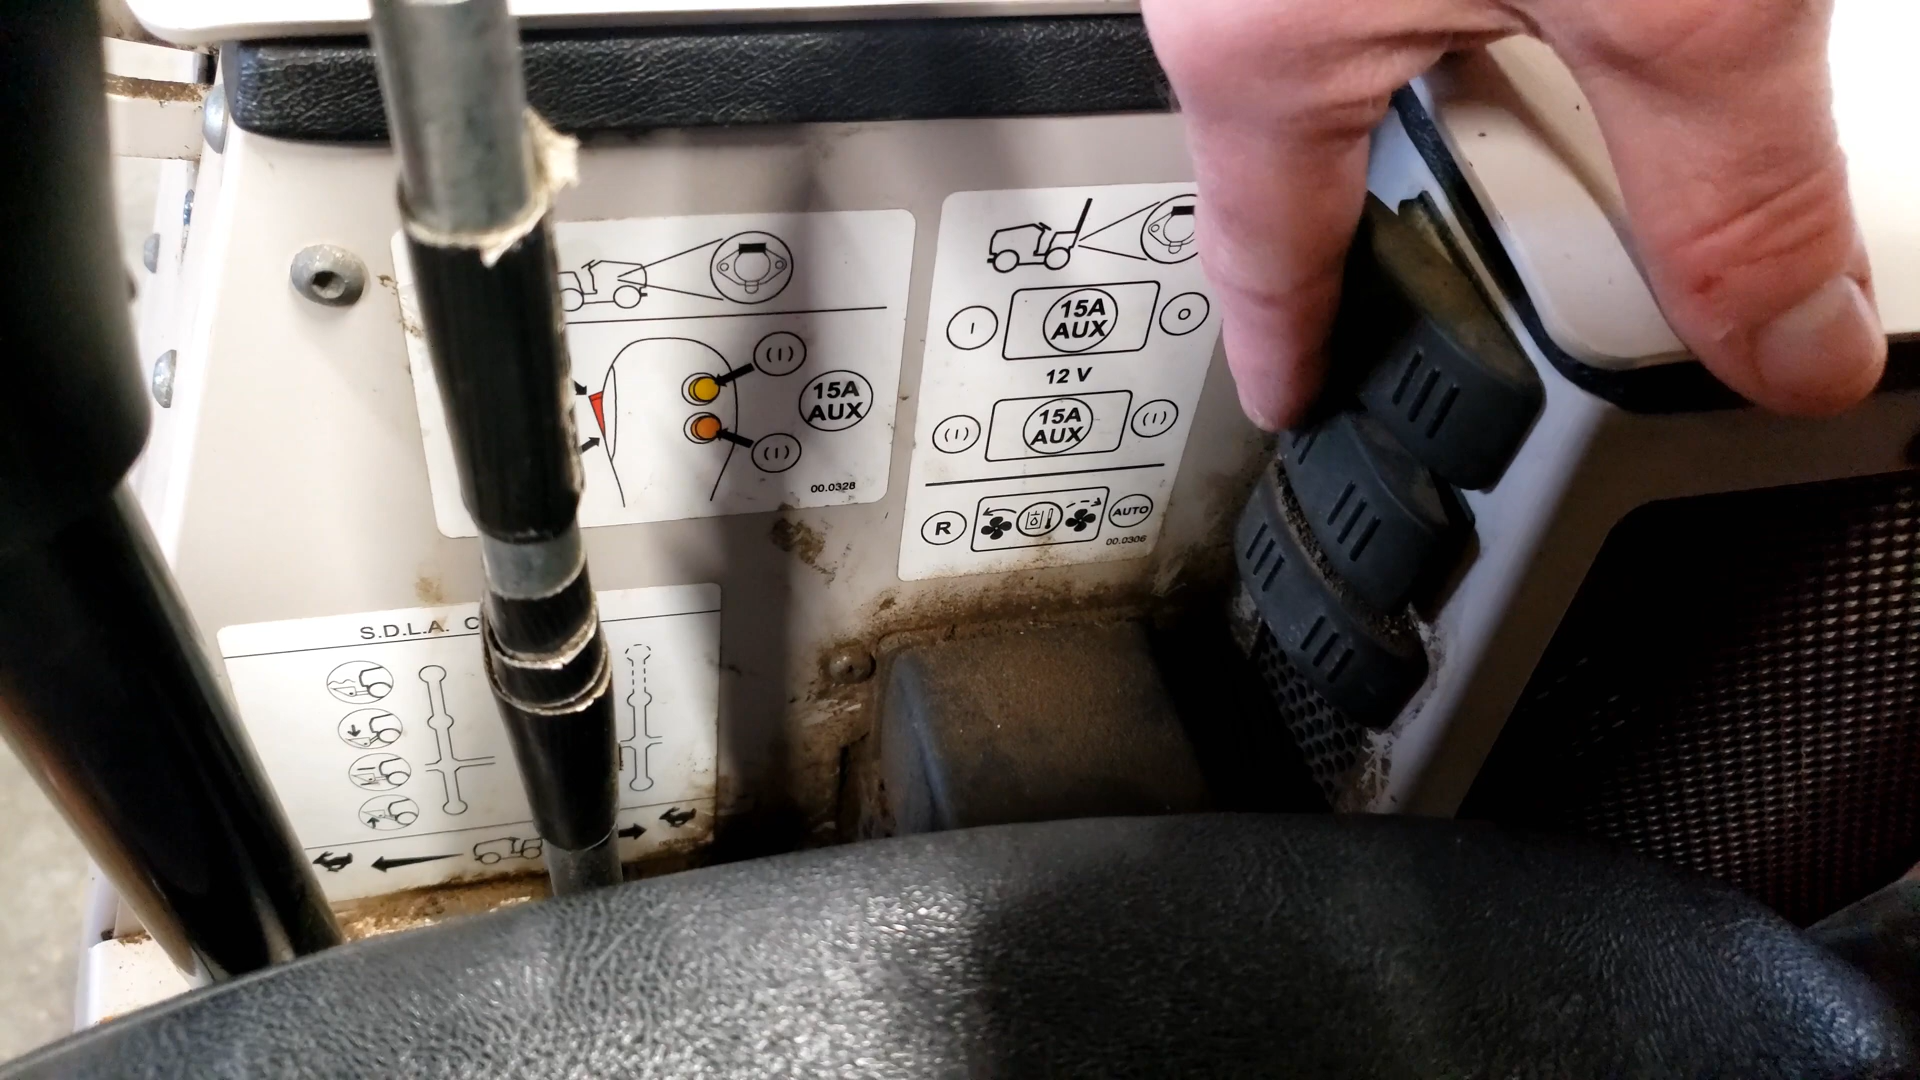 15A
AUX
00.0328
I
15A
AUX
O
12 V
(I)
15A
AUX
(I)
R
AUTO
00.0306
(I)
(I)
S.D.L.A.